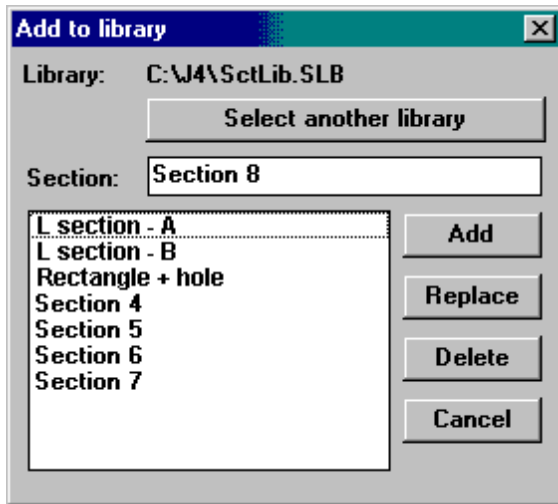 Add to library
Library: C:\J4\SctLib.SLB
Select another library
Section: Section 8
L section - A
L section - B
Rectangle + hole
Section 4
Section 5
Section 6
Section 7
Add
Replace
Delete
Cancel